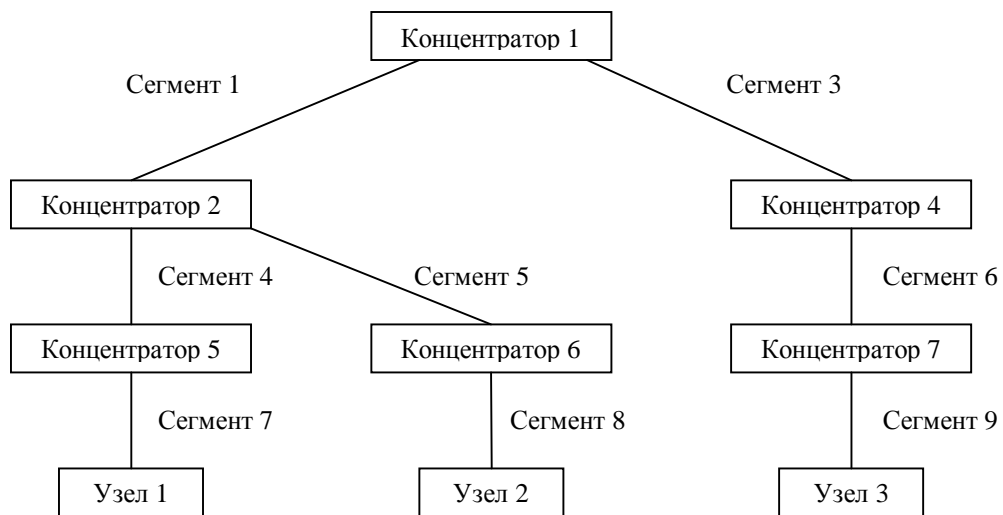 Концентратор 1
Сегмент 1
Сегмент 3
Концентратор 2
Концентратор 4
Сегмент 4
Сегмент 5
Сегмент 6
Концентратор 5
Концентратор 6
Концентратор 7
Сегмент 7
Сегмент 8
Сегмент 9
Узел 1
Узел 2
Узел 3